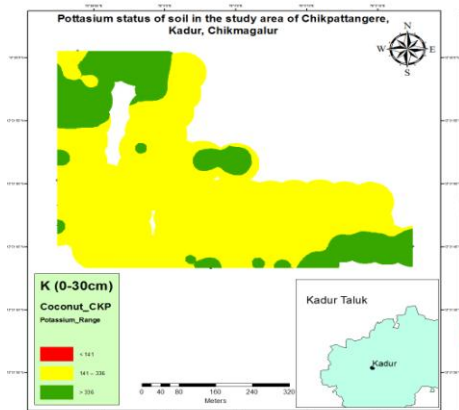 Pottasium status of soil in the study area of Chikpattangere,
Kadur, Chikmagalur
N
W E
S
K (0-30cm)
Coconut_CKP
Potassium_Range
< 141
141 – 336
> 336
0 40 80 160 240 320
Meters
Kadur Taluk
Kadur